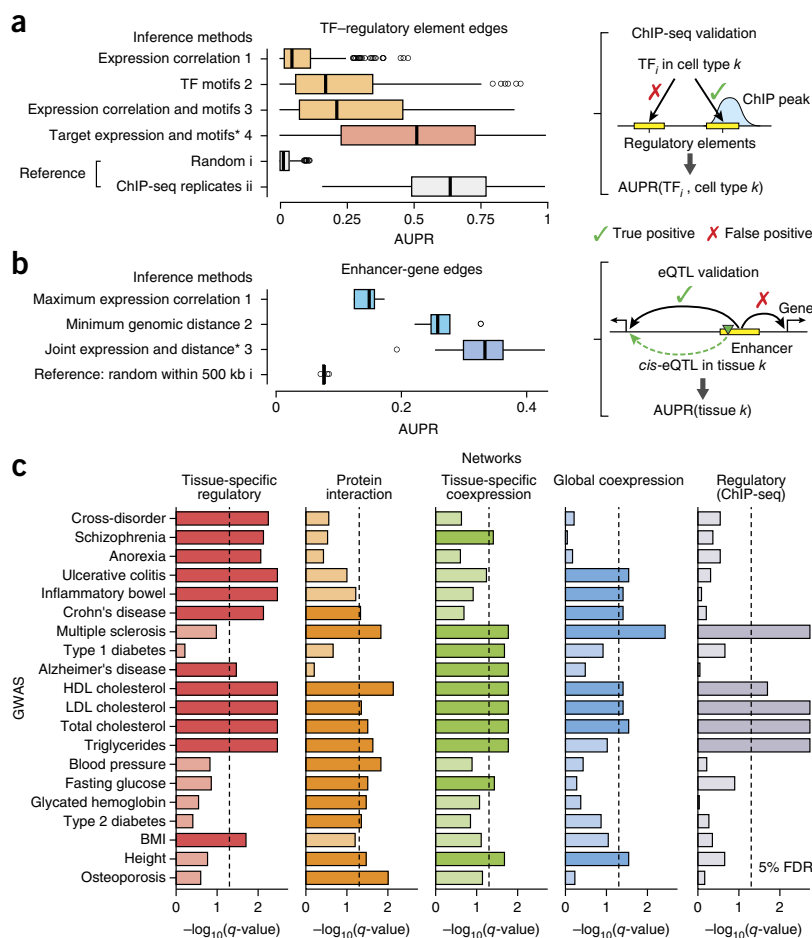 a
Inference methods
TF–regulatory element edges
Expression correlation 1
TF motifs 2
Expression correlation and motifs 3
Target expression and motifs* 4
Reference
Random i
ChIP-seq replicates ii
0 0.25 0.5 0.75 1
AUPR
ChIP-seq validation
TFi in cell type k
ChIP peak
Regulatory elements
AUPR(TFi , cell type k)
✓ True positive ✗ False positive
b
Inference methods
Enhancer-gene edges
Maximum expression correlation 1
Minimum genomic distance 2
Joint expression and distance* 3
Reference: random within 500 kb i
0 0.2 0.4
AUPR
eQTL validation
Gene
Enhancer
cis-eQTL in tissue k
AUPR(tissue k)
c
Networks
Tissue-specific
regulatory
Protein
interaction
Tissue-specific
coexpression
Global coexpression
Regulatory
(ChIP-seq)
GWAS
Cross-disorder
Schizophrenia
Anorexia
Ulcerative colitis
Inflammatory bowel
Crohn's disease
Multiple sclerosis
Type 1 diabetes
Alzheimer's disease
HDL cholesterol
LDL cholesterol
Total cholesterol
Triglycerides
Blood pressure
Fasting glucose
Glycated hemoglobin
Type 2 diabetes
BMI
Height
Osteoporosis
5% FDR
0 1 2 0 1 2 0 1 2 0 1 2 0 1 2
–log10(q-value) –log10(q-value) –log10(q-value) –log10(q-value) –log10(q-value)